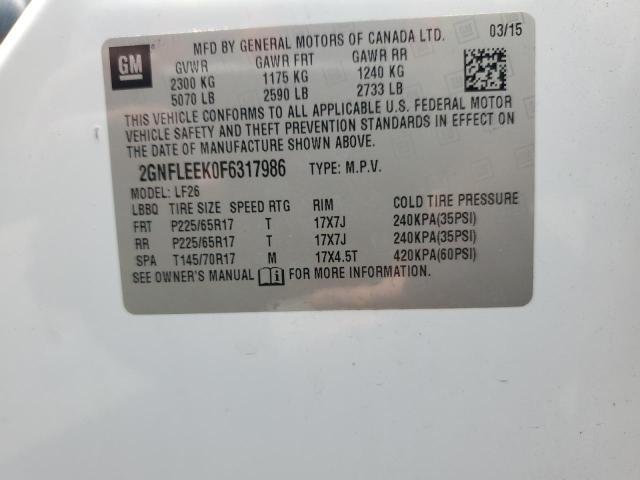 GM
MFD BY GENERAL MOTORS OF CANADA LTD.
03/15
GVWR GAWR FRT GAWR RR
2300 KG 1175 KG 1240 KG
5070 LB 2590 LB 2733 LB
THIS VEHICLE CONFORMS TO ALL APPLICABLE U.S. FEDERAL MOTOR
VEHICLE SAFETY AND THEFT PREVENTION STANDARDS IN EFFECT ON
THE DATE OF MANUFACTURE SHOWN ABOVE.
2GNFLEEK0F6317986 TYPE: M.P.V.
MODEL: LF26
LBBQ TIRE SIZE SPEED RTG RIM COLD TIRE PRESSURE
FRT P225/65R17 T 17X7J 240KPA(35PSI)
RR P225/65R17 T 17X7J 240KPA(35PSI)
SPA T145/70R17 M 17X4.5T 420KPA(60PSI)
SEE OWNER'S MANUAL FOR MORE INFORMATION.